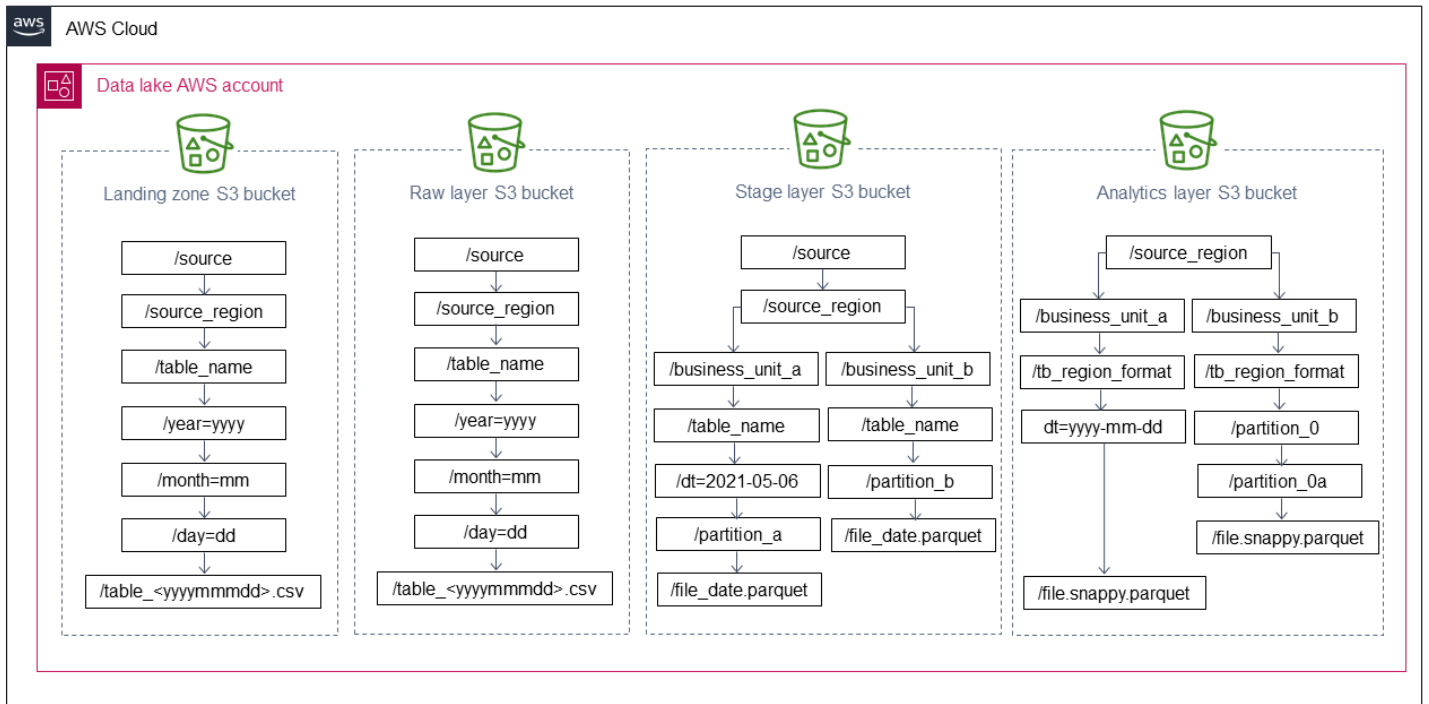 aws
AWS Cloud
Data lake AWS account
Landing zone S3 bucket
/source
/source_region
/table_name
/year=yyyy
/month=mm
/day=dd
/table_<yyyymmmdd>.csv
Raw layer S3 bucket
/source
/source_region
/table_name
/year=yyyy
/month=mm
/day=dd
/table_<yyyymmmdd>.csv
Stage layer S3 bucket
/source
/source_region
/business_unit_a
/table_name
/dt=2021-05-06
/partition_a
/file_date.parquet
/business_unit_b
/table_name
/partition_b
/file_date.parquet
Analytics layer S3 bucket
/source_region
/business_unit_a
/tb_region_format
dt=yyyy-mm-dd
/file.snappy.parquet
/business_unit_b
/tb_region_format
/partition_0
/partition_0a
/file.snappy.parquet